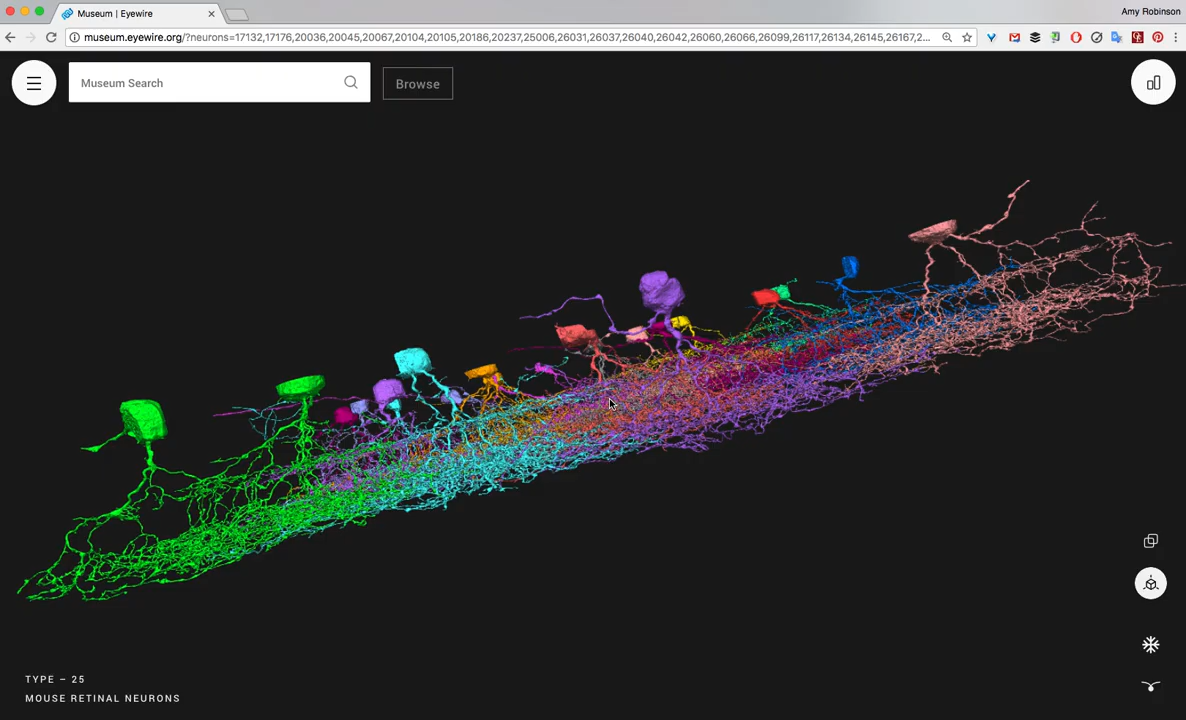 Museum | Eyewire
Amy Robinson
museum.eyewire.org/?neurons=17132,17176,20036,20045,20067,20104,20105,20186,20237,25006,26031,26037,26040,26042,26060,26066,26099,26117,26134,26145,26167,2...
Museum Search
Browse
TYPE – 25
MOUSE RETINAL NEURONS